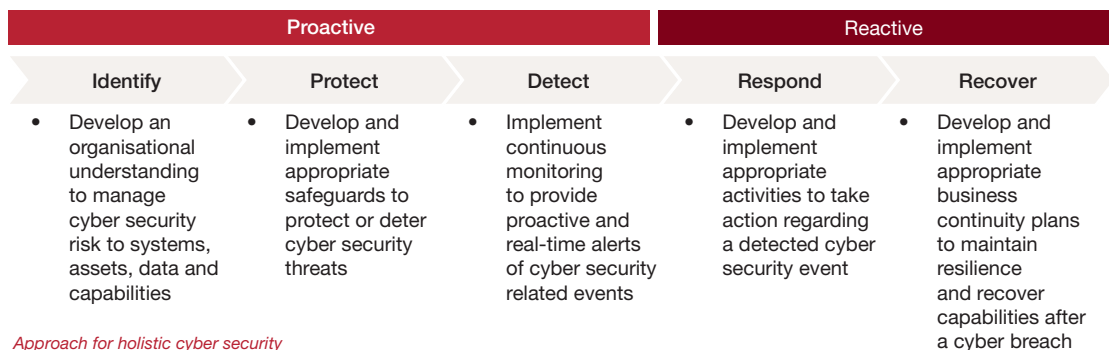 Proactive
Reactive
Identify
Protect
Detect
Respond
Recover
• Develop an
organisational
understanding
to manage
cyber security
risk to systems,
assets, data and
capabilities
• Develop and
implement
appropriate
safeguards to
protect or deter
cyber security
threats
• Implement
continuous
monitoring
to provide
proactive and
real-time alerts
of cyber security
related events
• Develop and
implement
appropriate
activities to take
action regarding
a detected cyber
security event
• Develop and
implement
appropriate
business
continuity plans
to maintain
resilience
and recover
capabilities after
a cyber breach
Approach for holistic cyber security